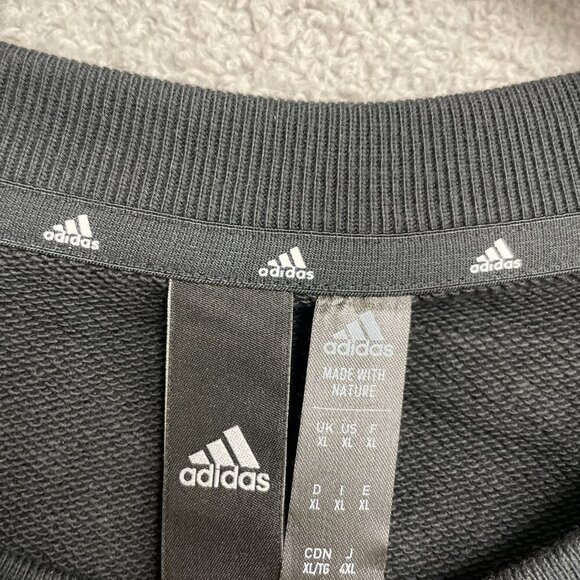 adidas
adidas
adidas
adidas
adidas
MADE WITH
NATURE
UK US F
XL XL XL
D I E
XL XL XL
CDN J
XL/TG 4XL